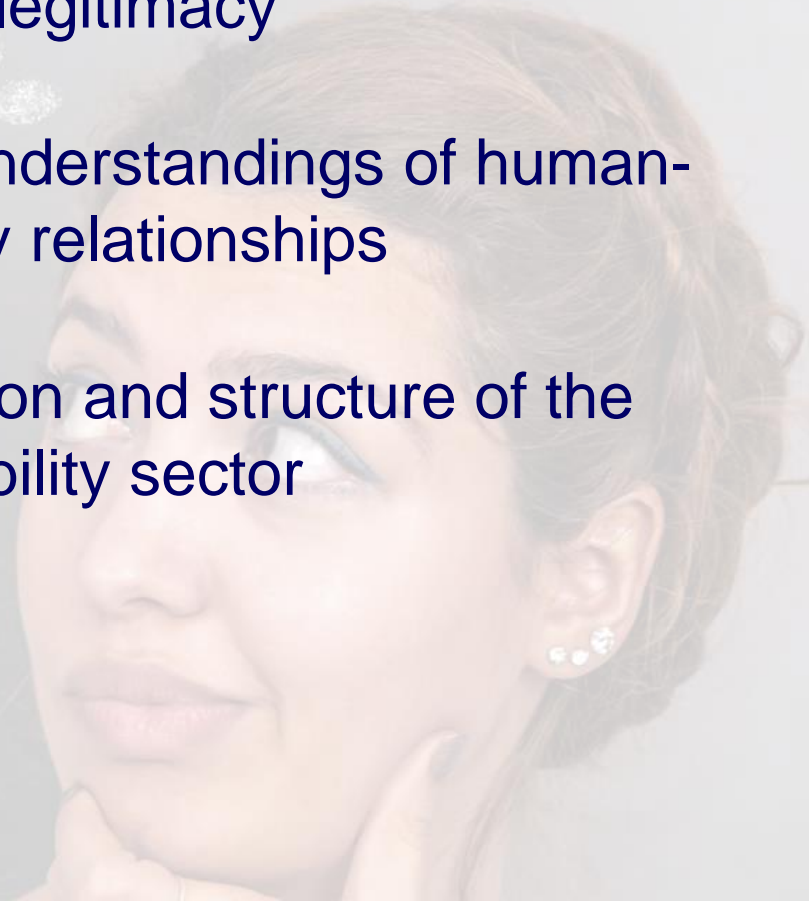 legitimacy
nderstandings of human-
y relationships
on and structure of the
bility sector